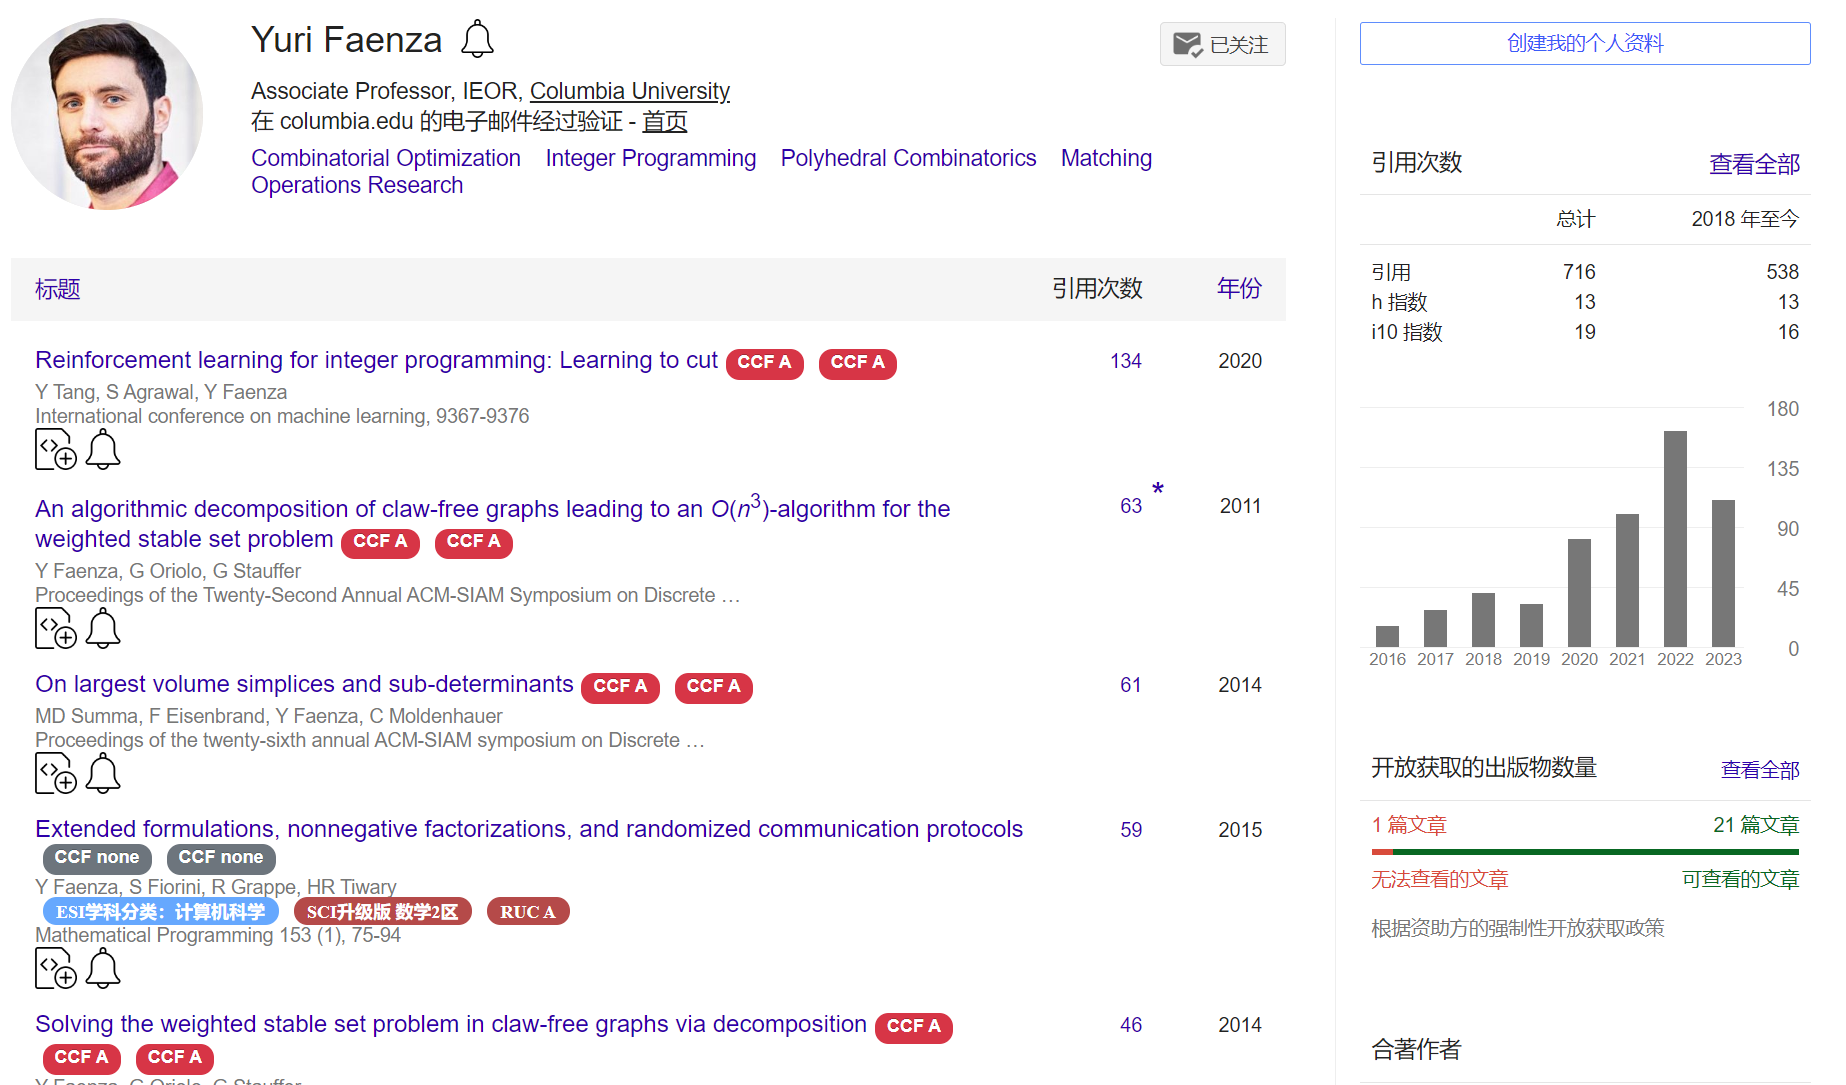 Yuri Faenza
已关注
Associate Professor, IEOR, Columbia University
在 columbia.edu 的电子邮件经过验证 - 首页
Combinatorial Optimization Integer Programming Polyhedral Combinatorics Matching
Operations Research
标题 引用次数 年份
Reinforcement learning for integer programming: Learning to cut CCF A CCF A 134 2020
Y Tang, S Agrawal, Y Faenza
International conference on machine learning, 9367-9376
An algorithmic decomposition of claw-free graphs leading to an O(n³)-algorithm for the 63 * 2011
weighted stable set problem CCF A CCF A
Y Faenza, G Oriolo, G Stauffer
Proceedings of the Twenty-Second Annual ACM-SIAM Symposium on Discrete …
On largest volume simplices and sub-determinants CCF A CCF A 61 2014
MD Summa, F Eisenbrand, Y Faenza, C Moldenhauer
Proceedings of the twenty-sixth annual ACM-SIAM symposium on Discrete …
Extended formulations, nonnegative factorizations, and randomized communication protocols 59 2015
CCF none CCF none
Y Faenza, S Fiorini, R Grappe, HR Tiwary
ESI学科分类：计算机科学 SCI升级版 数学2区 RUC A
Mathematical Programming 153 (1), 75-94
Solving the weighted stable set problem in claw-free graphs via decomposition CCF A 46 2014
CCF A CCF A
Y Faenza, G Oriolo, G Stauffer
创建我的个人资料
引用次数 查看全部
总计 2018 年至今
引用 716 538
h 指数 13 13
i10 指数 19 16
180
135
90
45
0
2016 2017 2018 2019 2020 2021 2022 2023
开放获取的出版物数量 查看全部
1 篇文章 21 篇文章
无法查看的文章 可查看的文章
根据资助方的强制性开放获取政策
合著作者